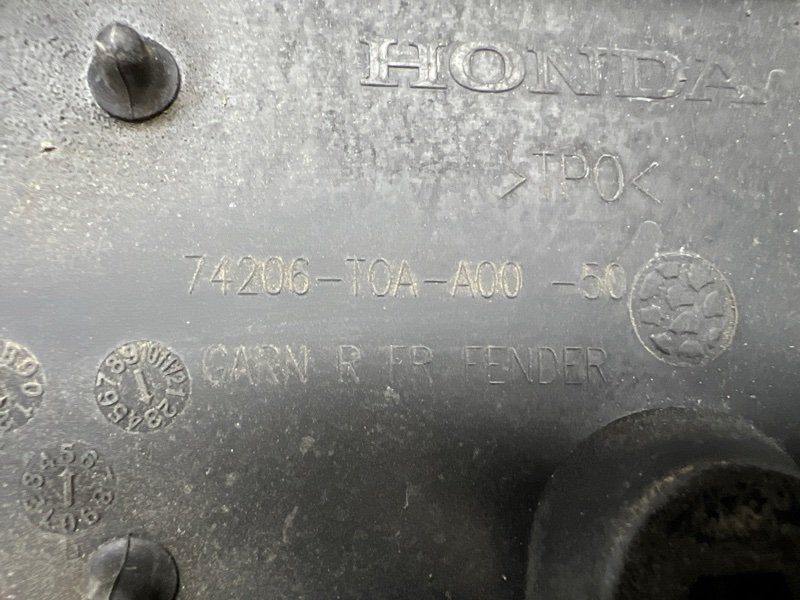 HONDA
>TPO<
74206-T0A-A00 -50
GARN R FR FENDER